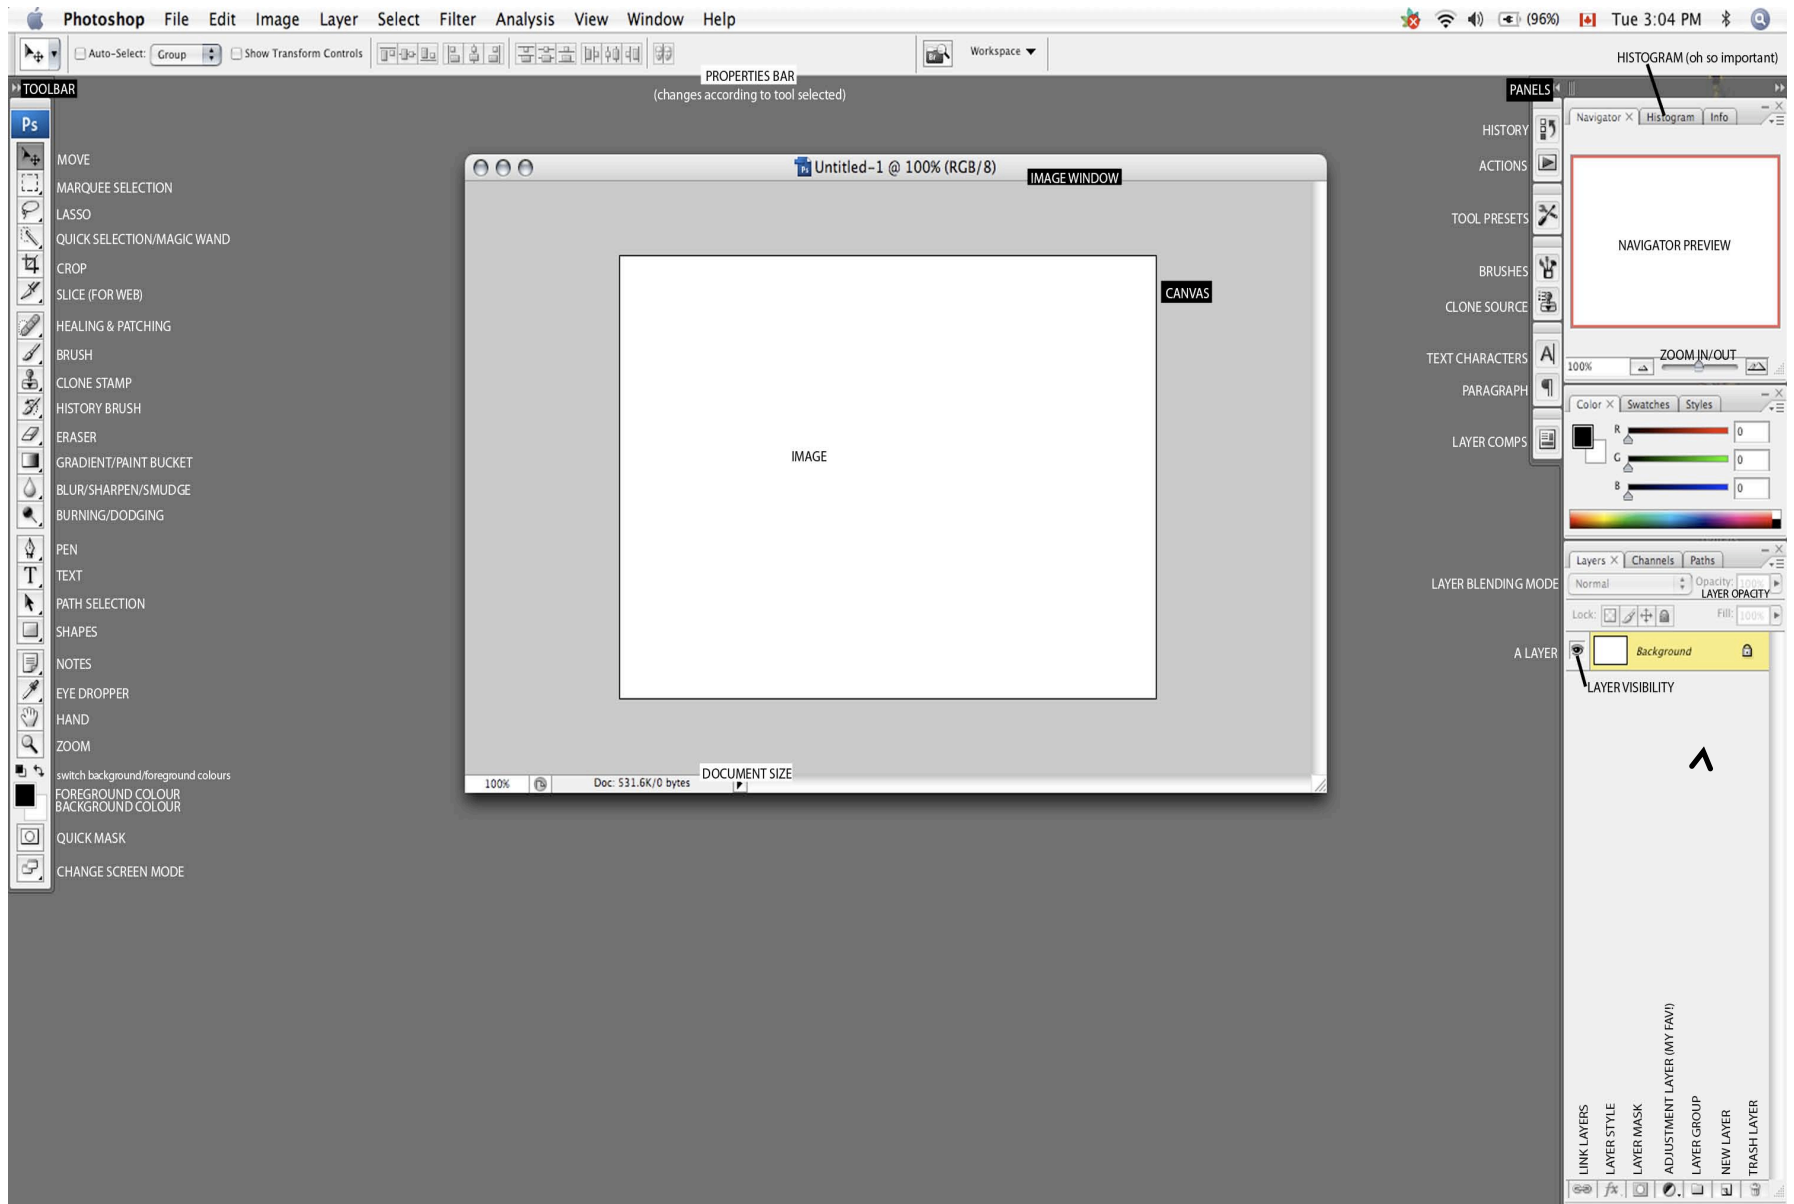 Photoshop File Edit Image Layer Select Filter Analysis View Window Help (96%) Tue 3:04 PM
Auto-Select: Group Show Transform Controls Workspace
HISTOGRAM (oh so important)
PROPERTIES BAR
(changes according to tool selected)
TOOLBAR
Ps
MOVE
MARQUEE SELECTION
LASSO
QUICK SELECTION/MAGIC WAND
CROP
SLICE (FOR WEB)
HEALING & PATCHING
BRUSH
CLONE STAMP
HISTORY BRUSH
ERASER
GRADIENT/PAINT BUCKET
BLUR/SHARPEN/SMUDGE
BURNING/DODGING
PEN
T
TEXT
PATH SELECTION
SHAPES
NOTES
EYE DROPPER
HAND
ZOOM
switch background/foreground colours
FOREGROUND COLOUR
BACKGROUND COLOUR
QUICK MASK
CHANGE SCREEN MODE
Untitled-1 @ 100% (RGB/8)
IMAGE WINDOW
CANVAS
IMAGE
DOCUMENT SIZE
100% Doc: 531.6K/0 bytes
PANELS
HISTORY
ACTIONS
TOOL PRESETS
BRUSHES
CLONE SOURCE
TEXT CHARACTERS
A
PARAGRAPH
¶
LAYER COMPS
LAYER BLENDING MODE
A LAYER
Navigator Histogram Info
NAVIGATOR PREVIEW
ZOOM IN/OUT
100%
Color Swatches Styles
R 0
G 0
B 0
Layers Channels Paths
Normal Opacity: 100%
LAYER OPACITY
Lock: Fill: 100%
Background
LAYER VISIBILITY
LINK LAYERS
LAYER STYLE
LAYER MASK
ADJUSTMENT LAYER (MY FAV!)
LAYER GROUP
NEW LAYER
TRASH LAYER
fx